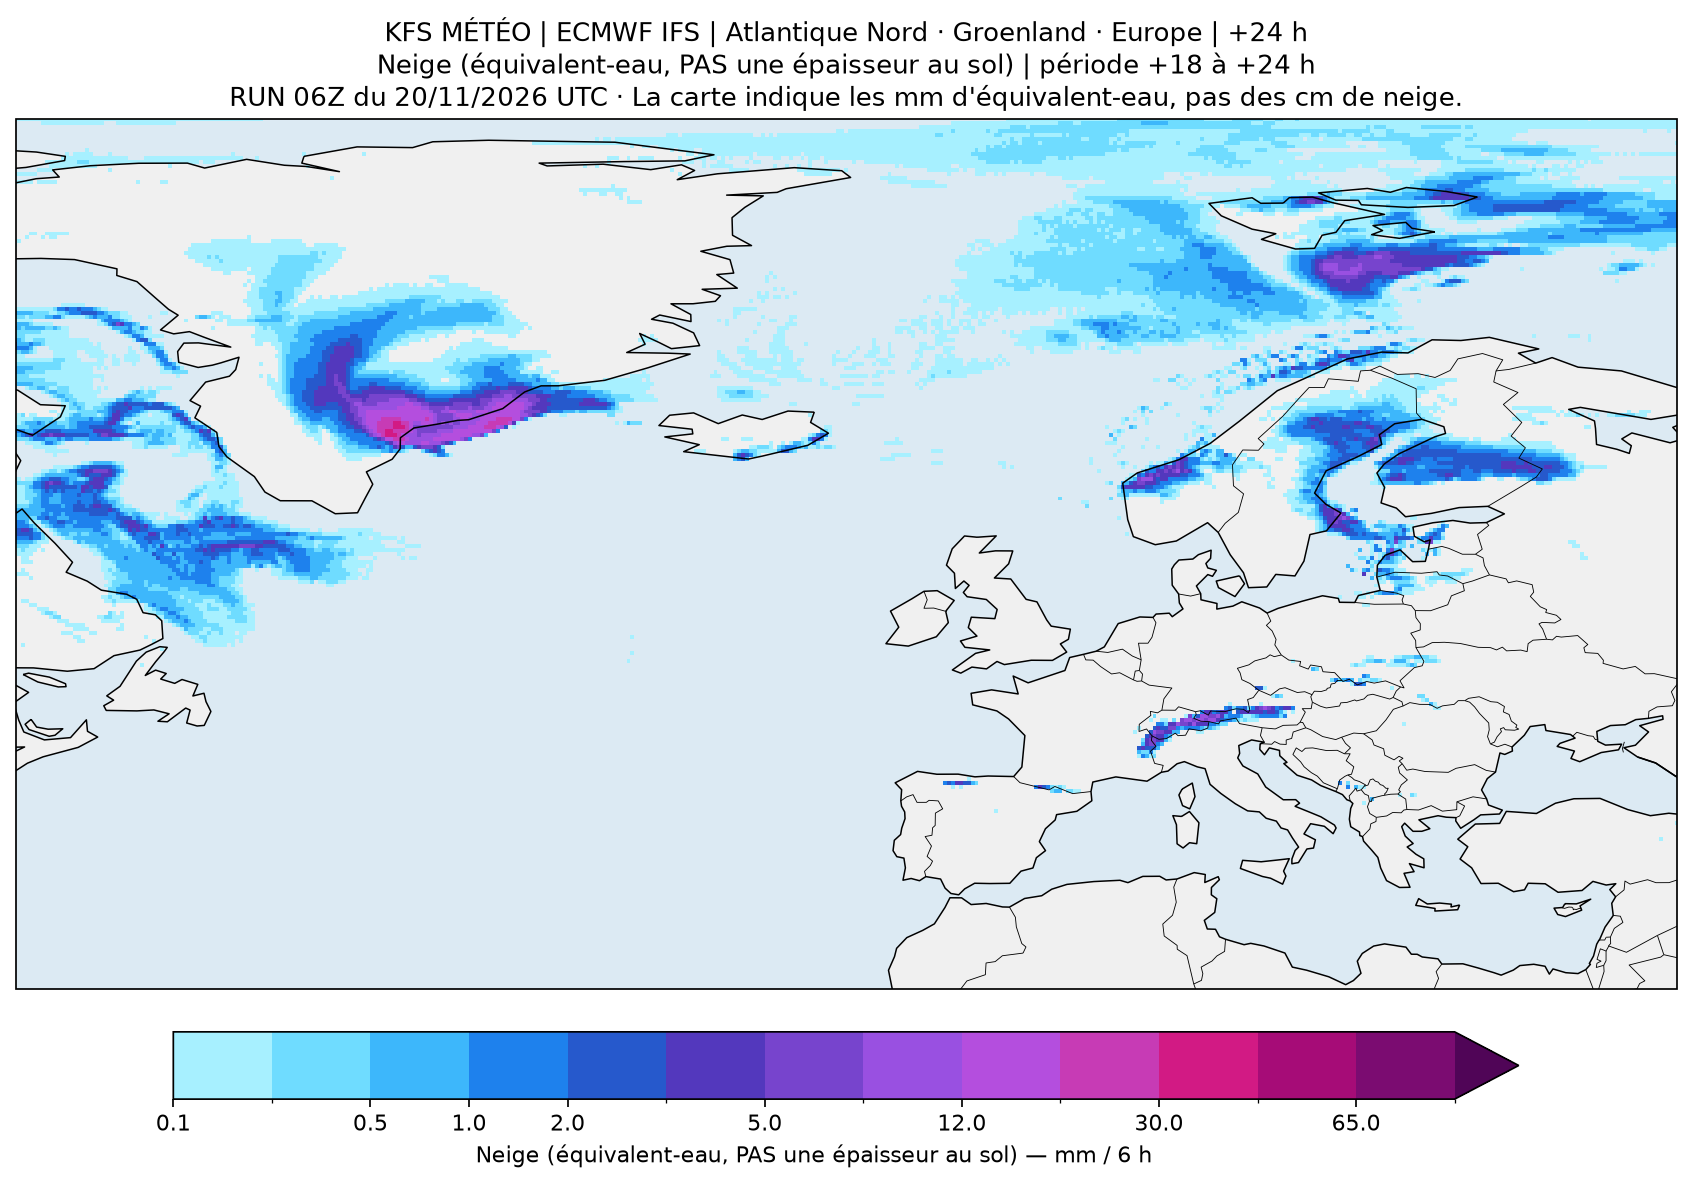 KFS MÉTÉO | ECMWF IFS | Atlantique Nord · Groenland · Europe | +24 h
Neige (équivalent-eau, PAS une épaisseur au sol) | période +18 à +24 h
RUN 06Z du 20/11/2026 UTC · La carte indique les mm d'équivalent-eau, pas des cm de neige.
0.1 0.5 1.0 2.0 5.0 12.0 30.0 65.0
Neige (équivalent-eau, PAS une épaisseur au sol) — mm / 6 h